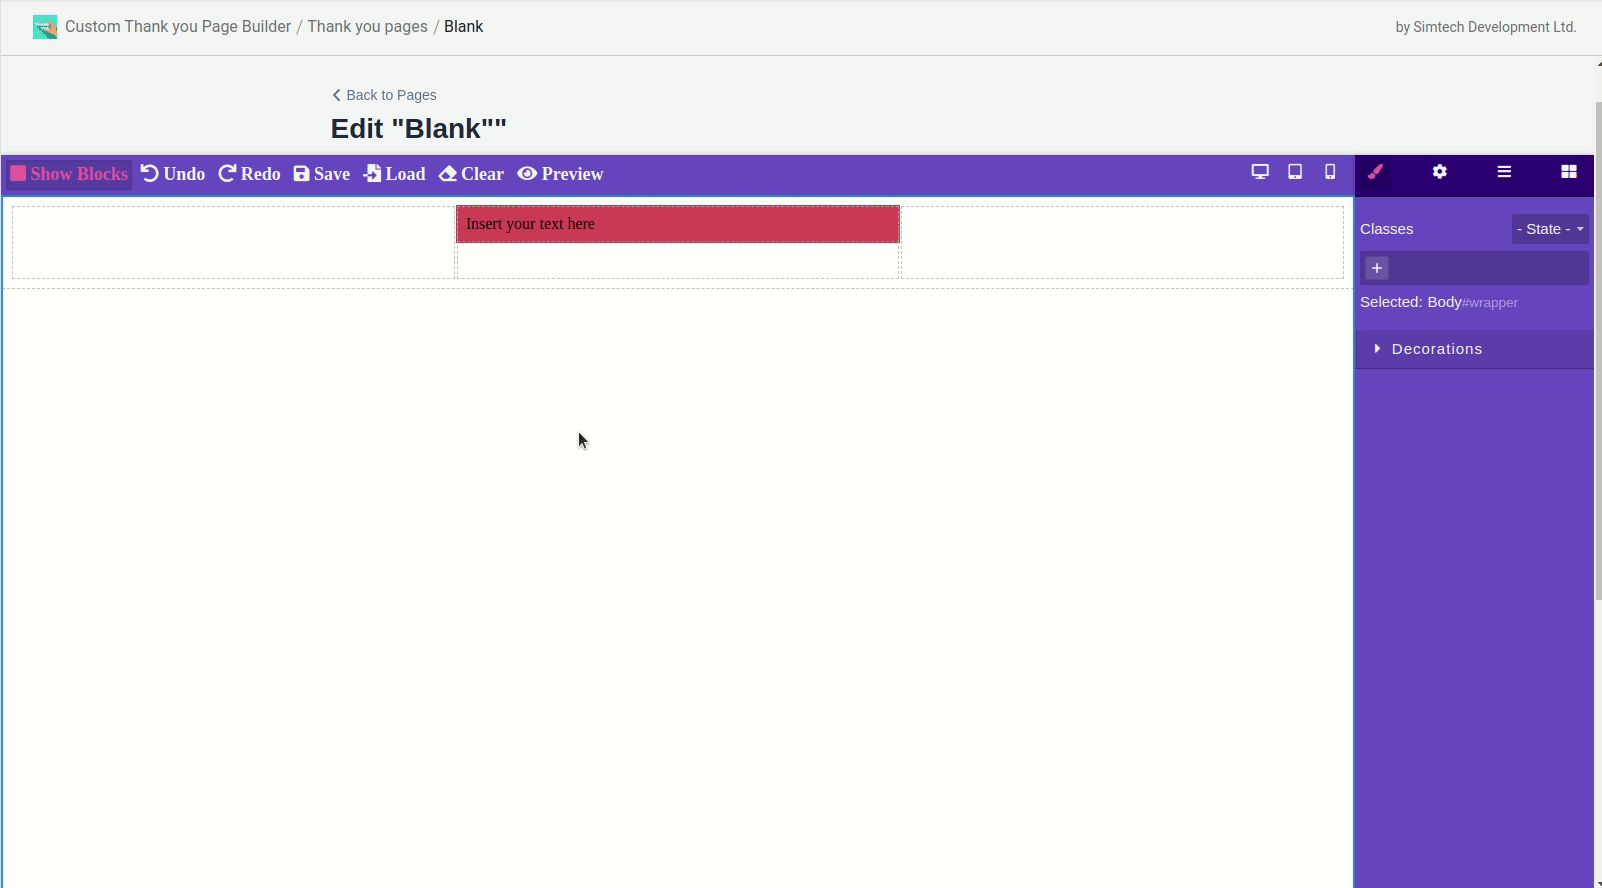 Custom Thank you Page Builder / Thank you pages / Blank
by Simtech Development Ltd.
Back to Pages
Edit "Blank""
Show Blocks Undo Redo Save Load Clear Preview
Insert your text here
Classes
- State -
+
Selected: Body#wrapper
Decorations